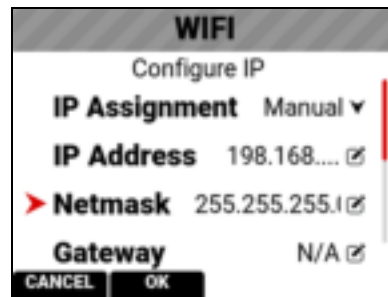 WIFI
Configure IP
IP Assignment Manual
IP Address 198.168....
Netmask 255.255.255.
Gateway N/A
CANCEL OK